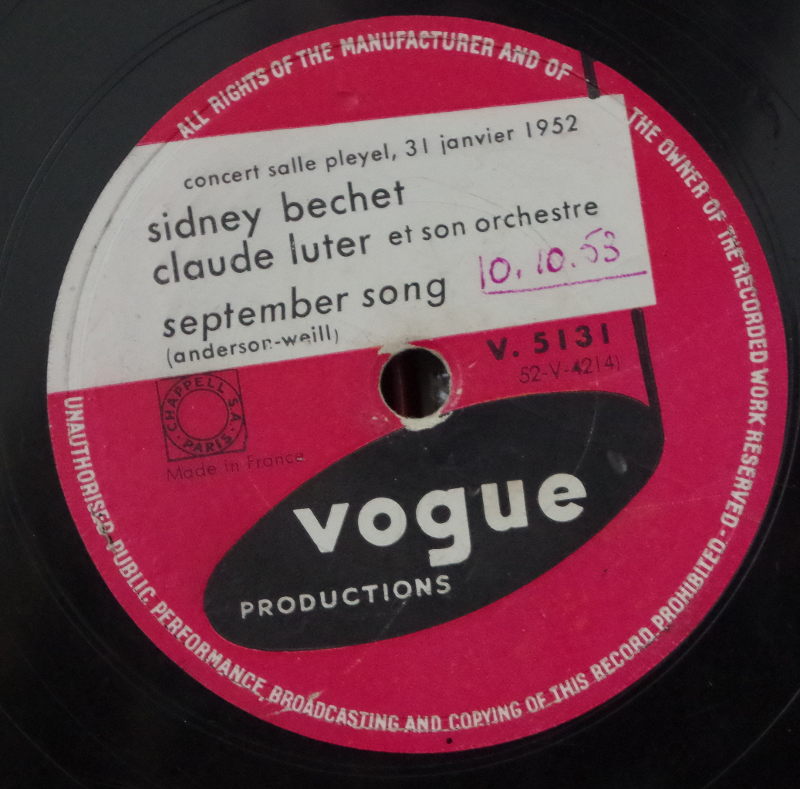 ALL RIGHTS OF THE MANUFACTURER AND OF THE OWNER OF THE RECORDED WORK RESERVED - UNAUTHORISED PUBLIC PERFORMANCE, BROADCASTING AND COPYING OF THIS RECORD PROHIBITED -
concert salle pleyel, 31 janvier 1952
sidney bechet
claude luter et son orchestre
september song
10.10.53
(anderson-weill)
V. 5131
52-V-42(4)
CHAPPELL S.A.
PARIS
Made in France
vogue
PRODUCTIONS